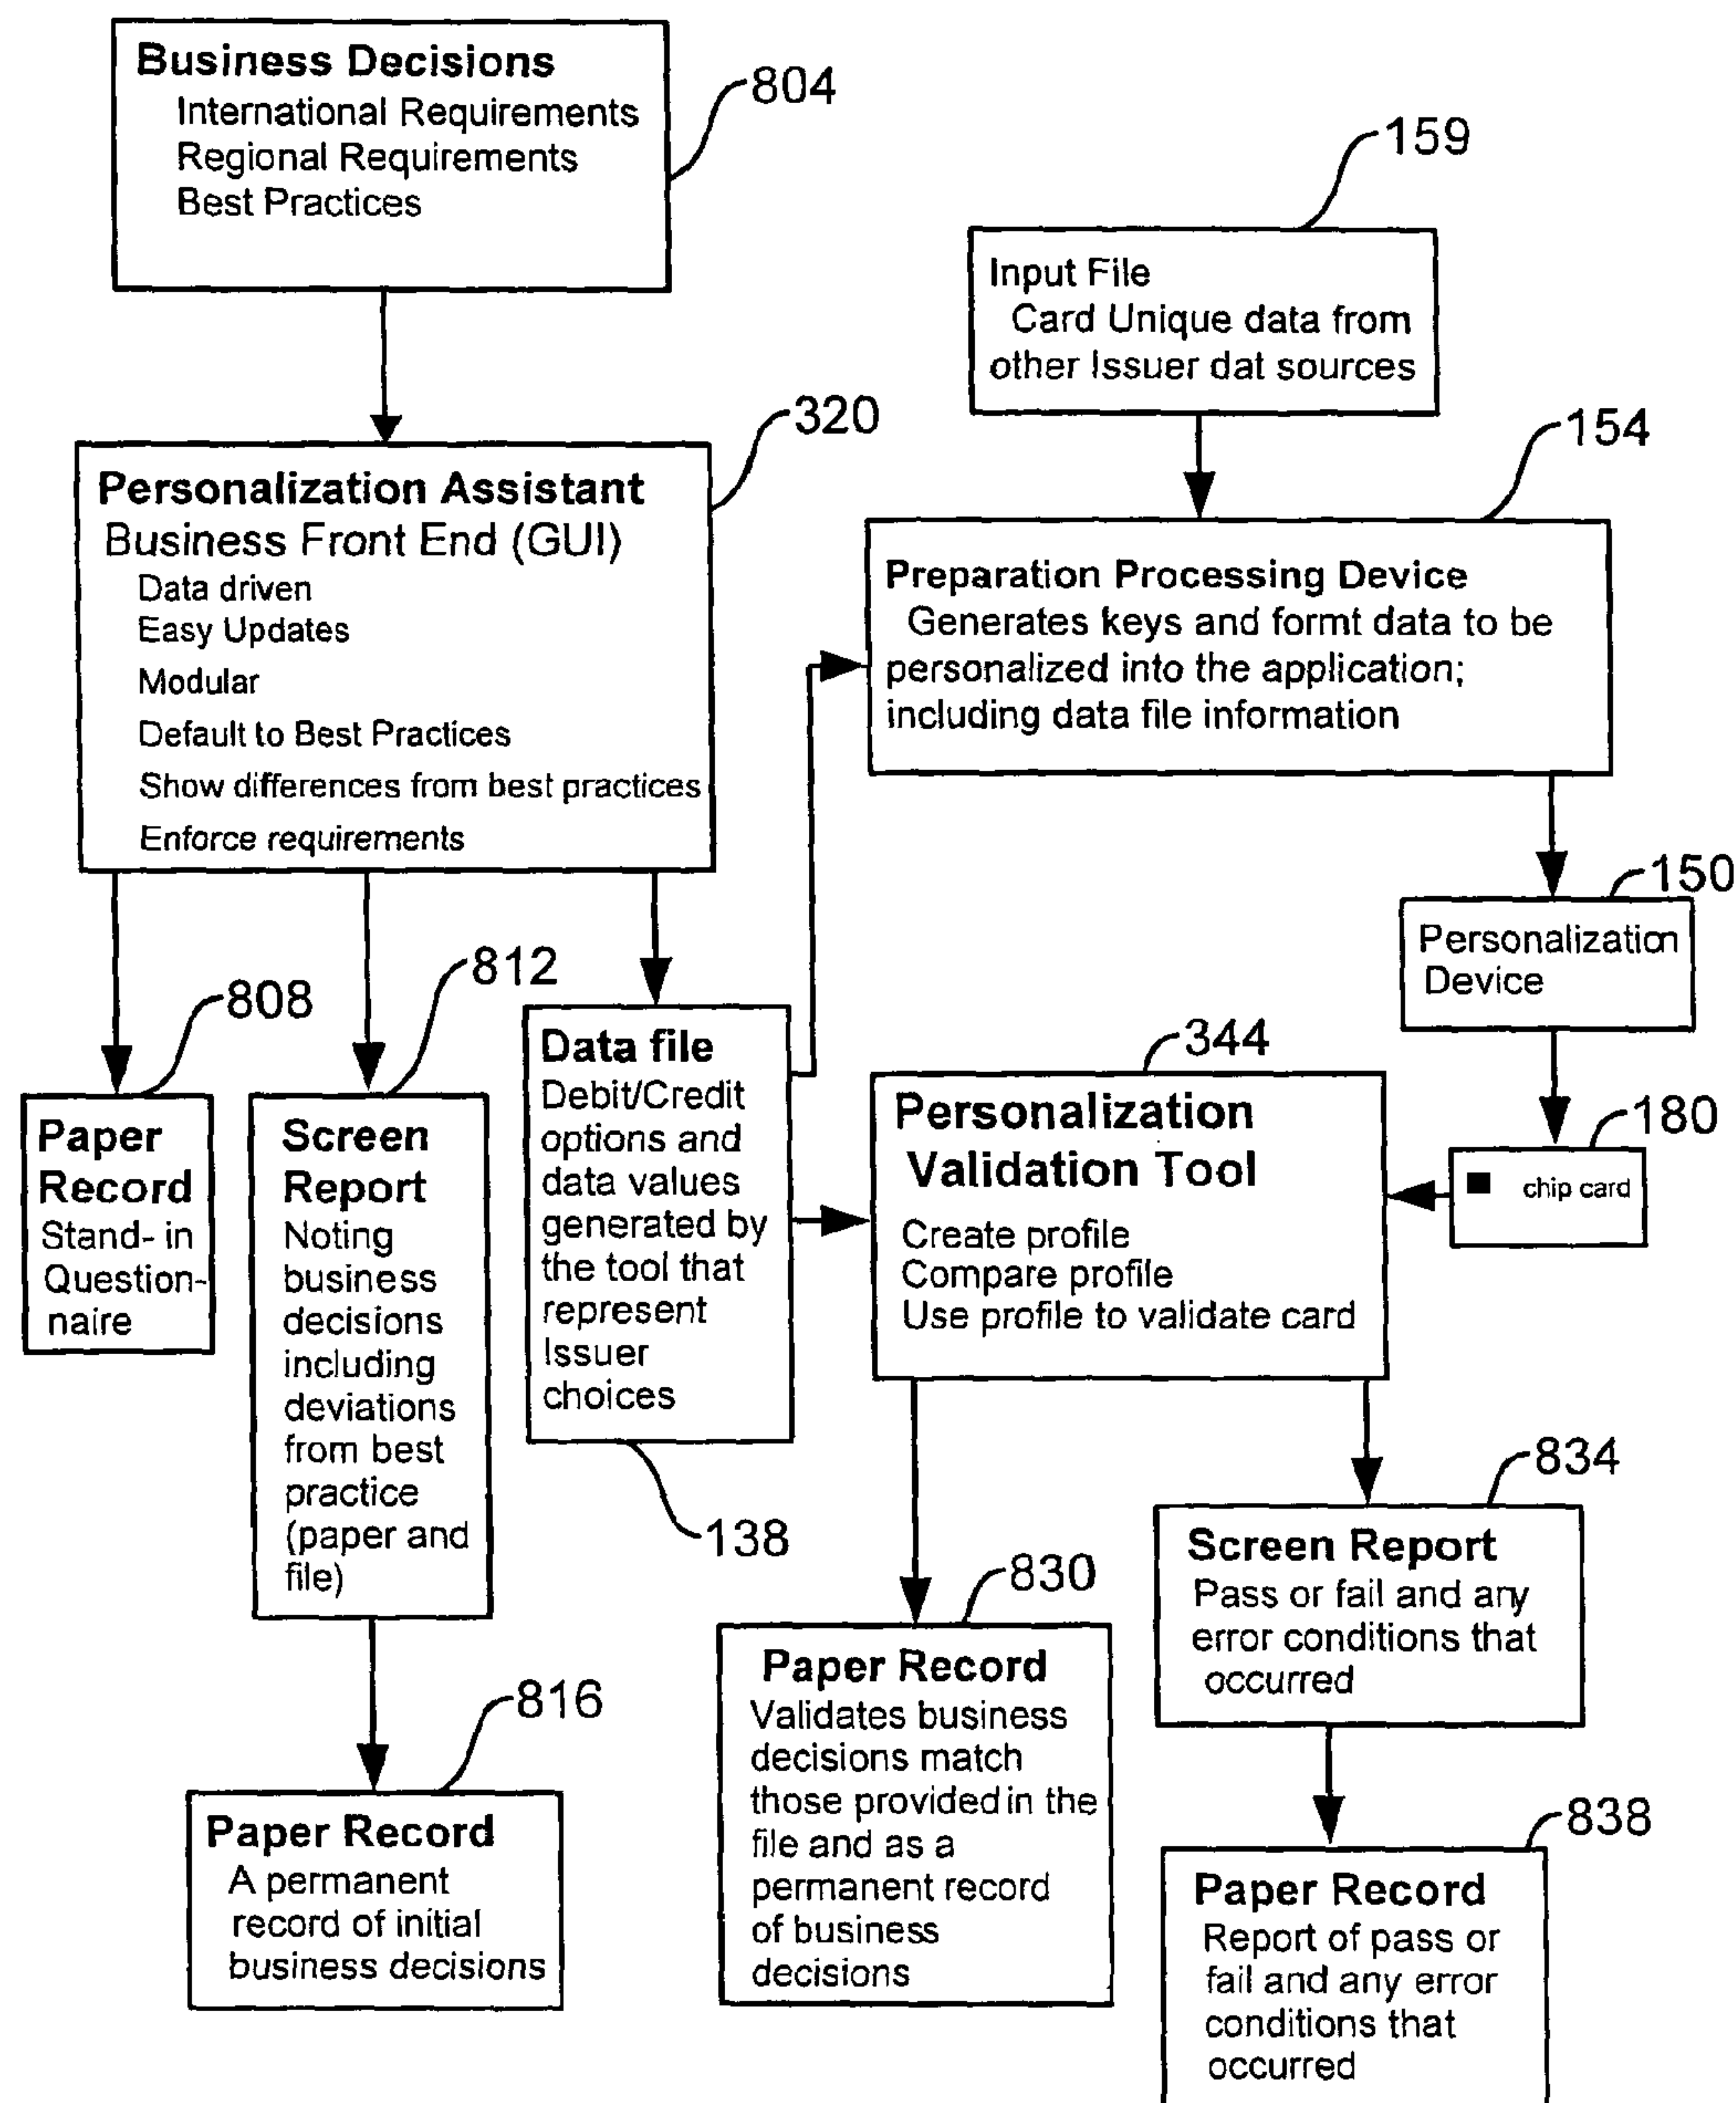 Business Decisions
International Requirements
Regional Requirements
Best Practices
804
159
Input File
Card Unique data from
other Issuer dat sources
320
Personalization Assistant
Business Front End (GUI)
Data driven
Easy Updates
Modular
Default to Best Practices
Show differences from best practices
Enforce requirements
154
Preparation Processing Device
Generates keys and formt data to be
personalized into the application;
including data file information
150
Personalization
Device
808
Paper
Record
Stand- in
Question-
naire
812
Screen
Report
Noting
business
decisions
including
deviations
from best
practice
(paper and
file)
Data file
Debit/Credit
options and
data values
generated by
the tool that
represent
Issuer
choices
138
344
Personalization
Validation Tool
Create profile
Compare profile
Use profile to validate card
180
chip card
816
Paper Record
A permanent
record of initial
business decisions
830
Paper Record
Validates business
decisions match
those provided in the
file and as a
permanent record
of business
decisions
834
Screen Report
Pass or fail and any
error conditions that
occurred
838
Paper Record
Report of pass or
fail and any error
conditions that
occurred